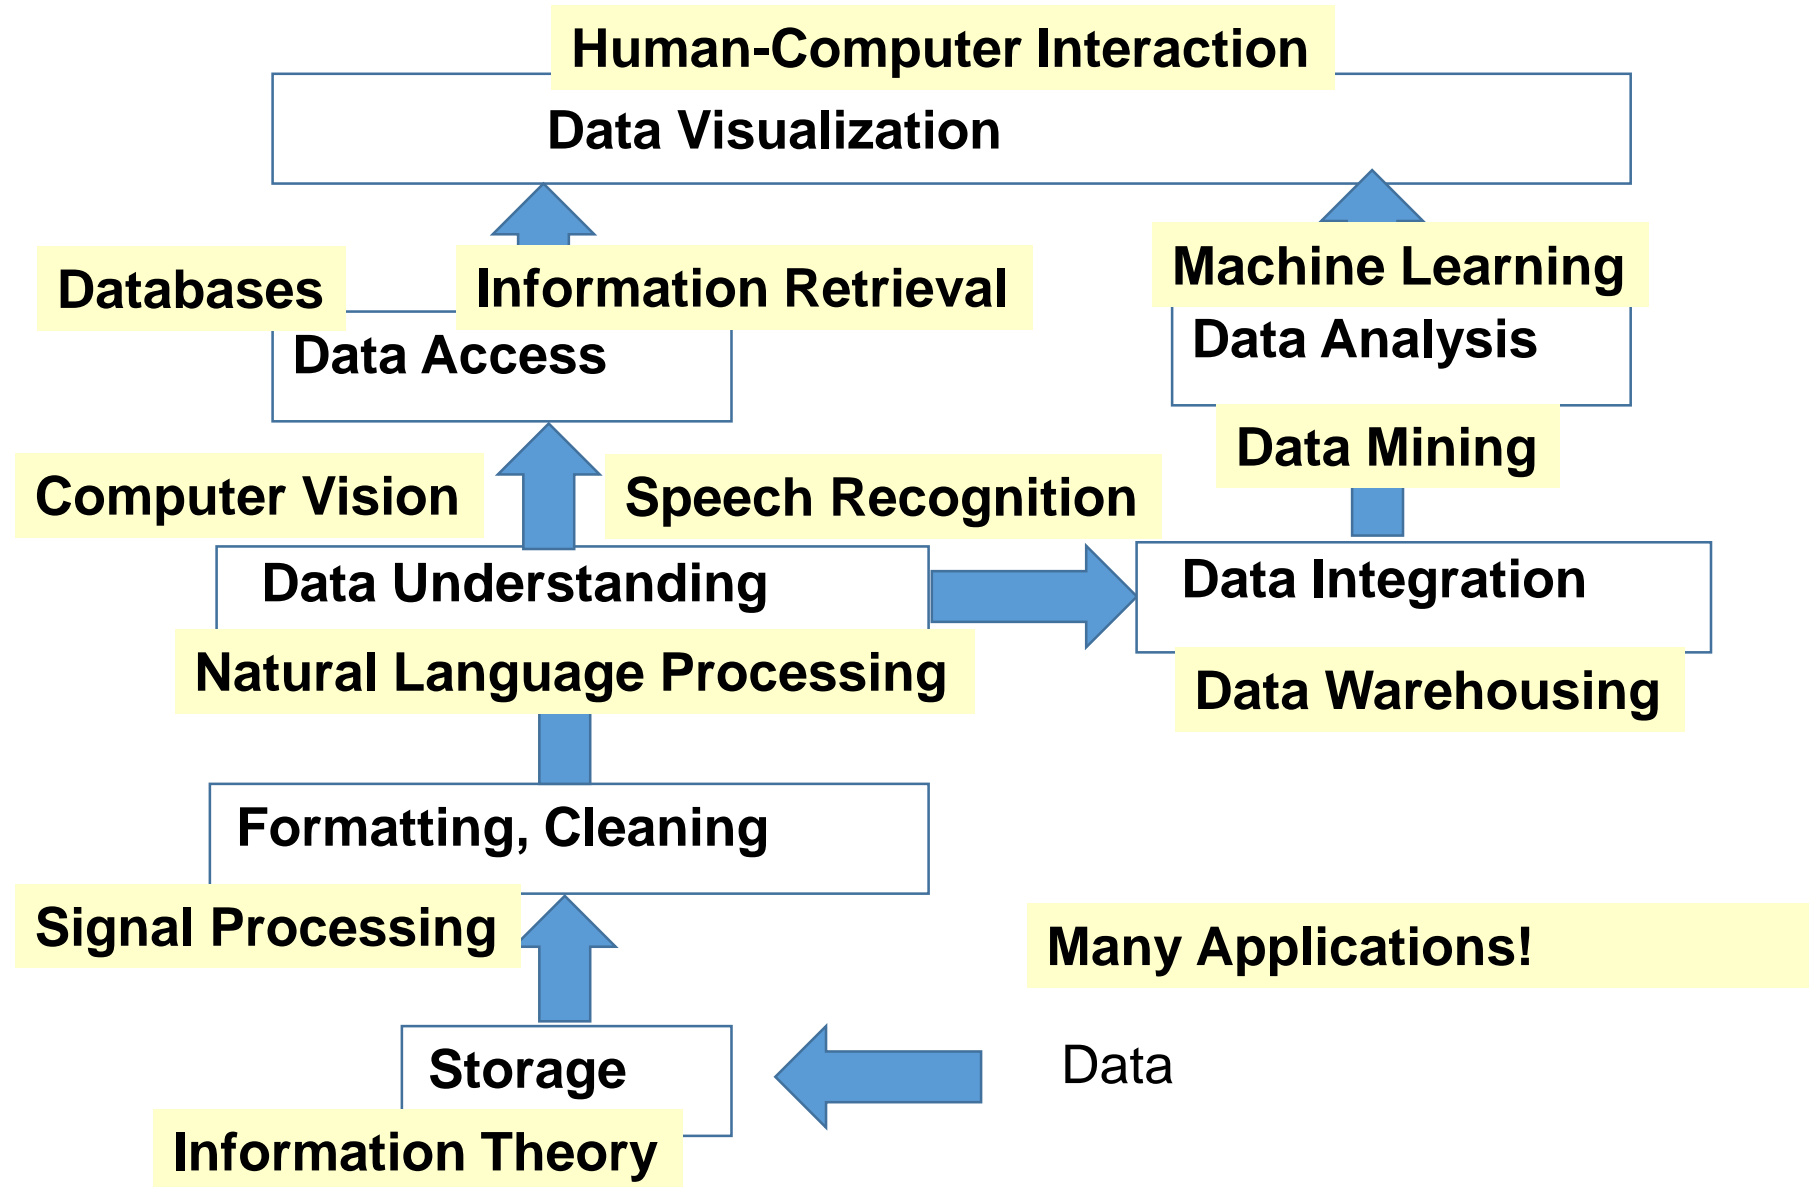 Human-Computer Interaction
Data Visualization
Databases
Information Retrieval
Machine Learning
Data Access
Data Analysis
Data Mining
Computer Vision
Speech Recognition
Data Understanding
Data Integration
Natural Language Processing
Data Warehousing
Formatting, Cleaning
Signal Processing
Many Applications!
Storage
Data
Information Theory